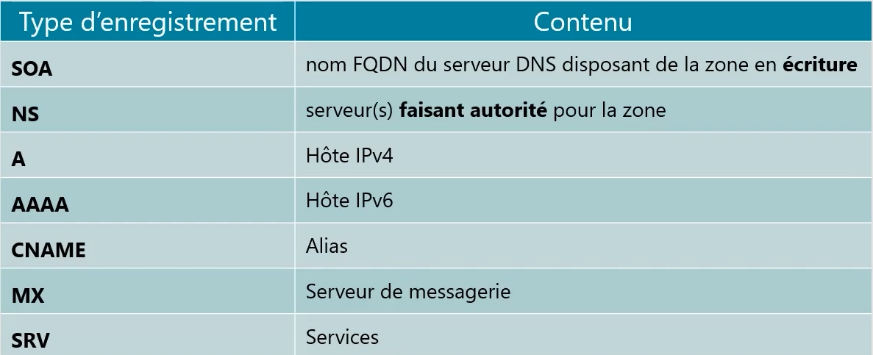 Type d’enregistrement Contenu
SOA nom FQDN du serveur DNS disposant de la zone en écriture
NS serveur(s) faisant autorité pour la zone
A Hôte IPv4
AAAA Hôte IPv6
CNAME Alias
MX Serveur de messagerie
SRV Services